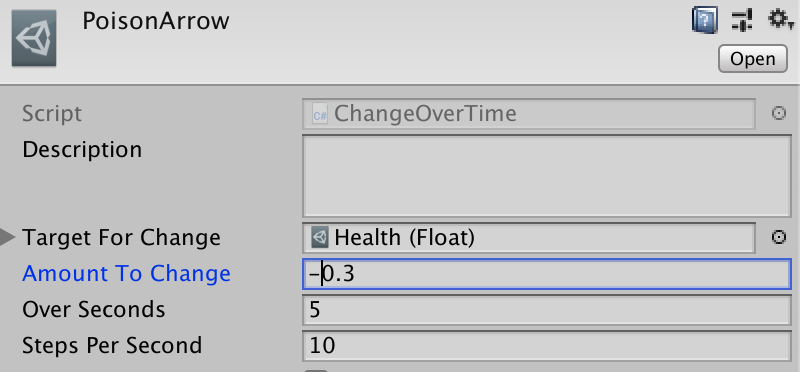 PoisonArrow
Open
Script C# ChangeOverTime
Description
Target For Change Health (Float)
Amount To Change -0.3
Over Seconds 5
Steps Per Second 10